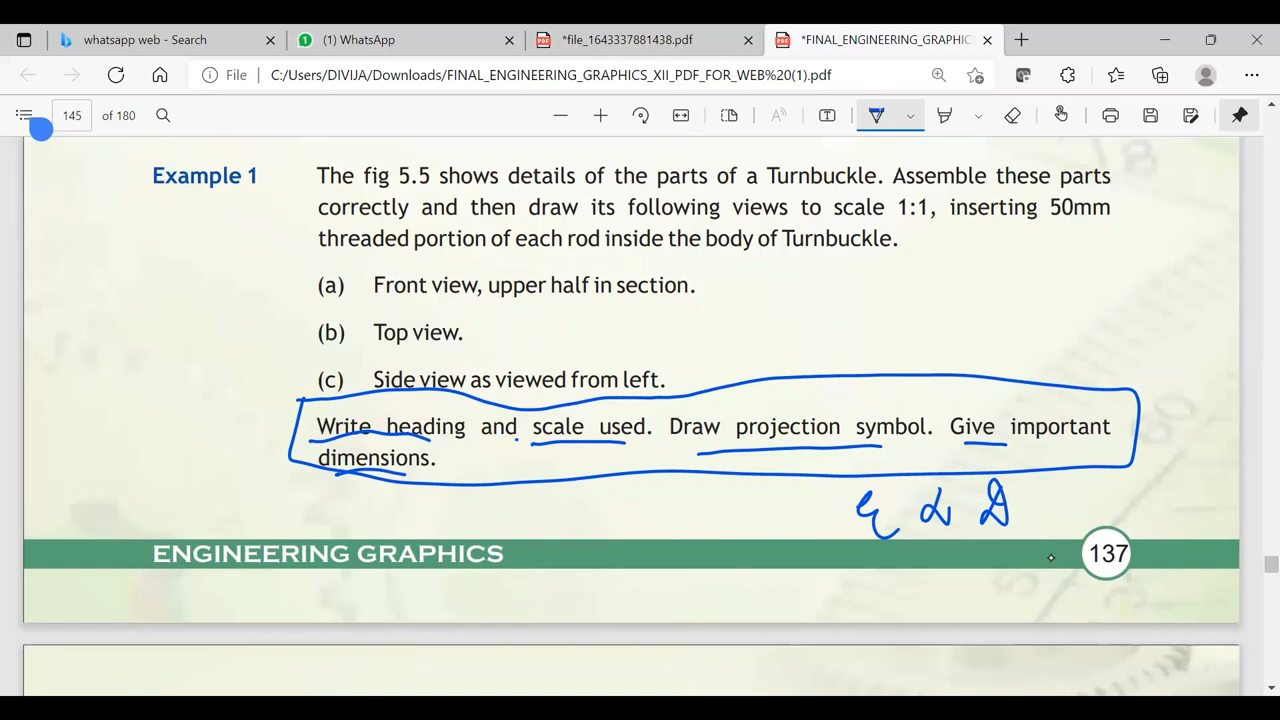 whatsapp web - Search
(1) WhatsApp
*file_1643337881438.pdf
*FINAL_ENGINEERING_GRAPHIC
File C:/Users/DIVIJA/Downloads/FINAL_ENGINEERING_GRAPHICS_XII_PDF_FOR_WEB%20(1).pdf
145 of 180
Example 1 The fig 5.5 shows details of the parts of a Turnbuckle. Assemble these parts
correctly and then draw its following views to scale 1:1, inserting 50mm
threaded portion of each rod inside the body of Turnbuckle.
(a) Front view, upper half in section.
(b) Top view.
(c) Side view as viewed from left.
Write heading and scale used. Draw projection symbol. Give important
dimensions.
ENGINEERING GRAPHICS 137